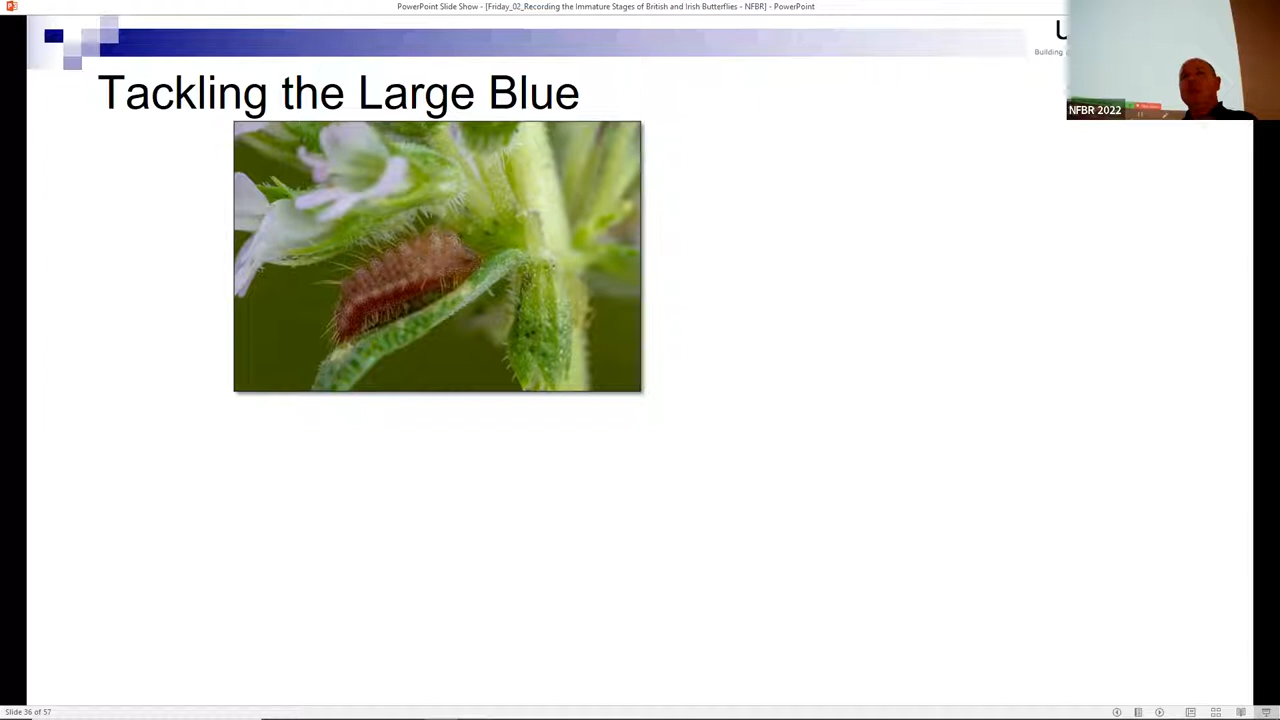 PowerPoint Slide Show - [Friday_02_Recording the Immature Stages of British and Irish Butterflies - NFBR] - PowerPoint
Building
Tackling the Large Blue
NFBR 2022
Slide 36 of 57